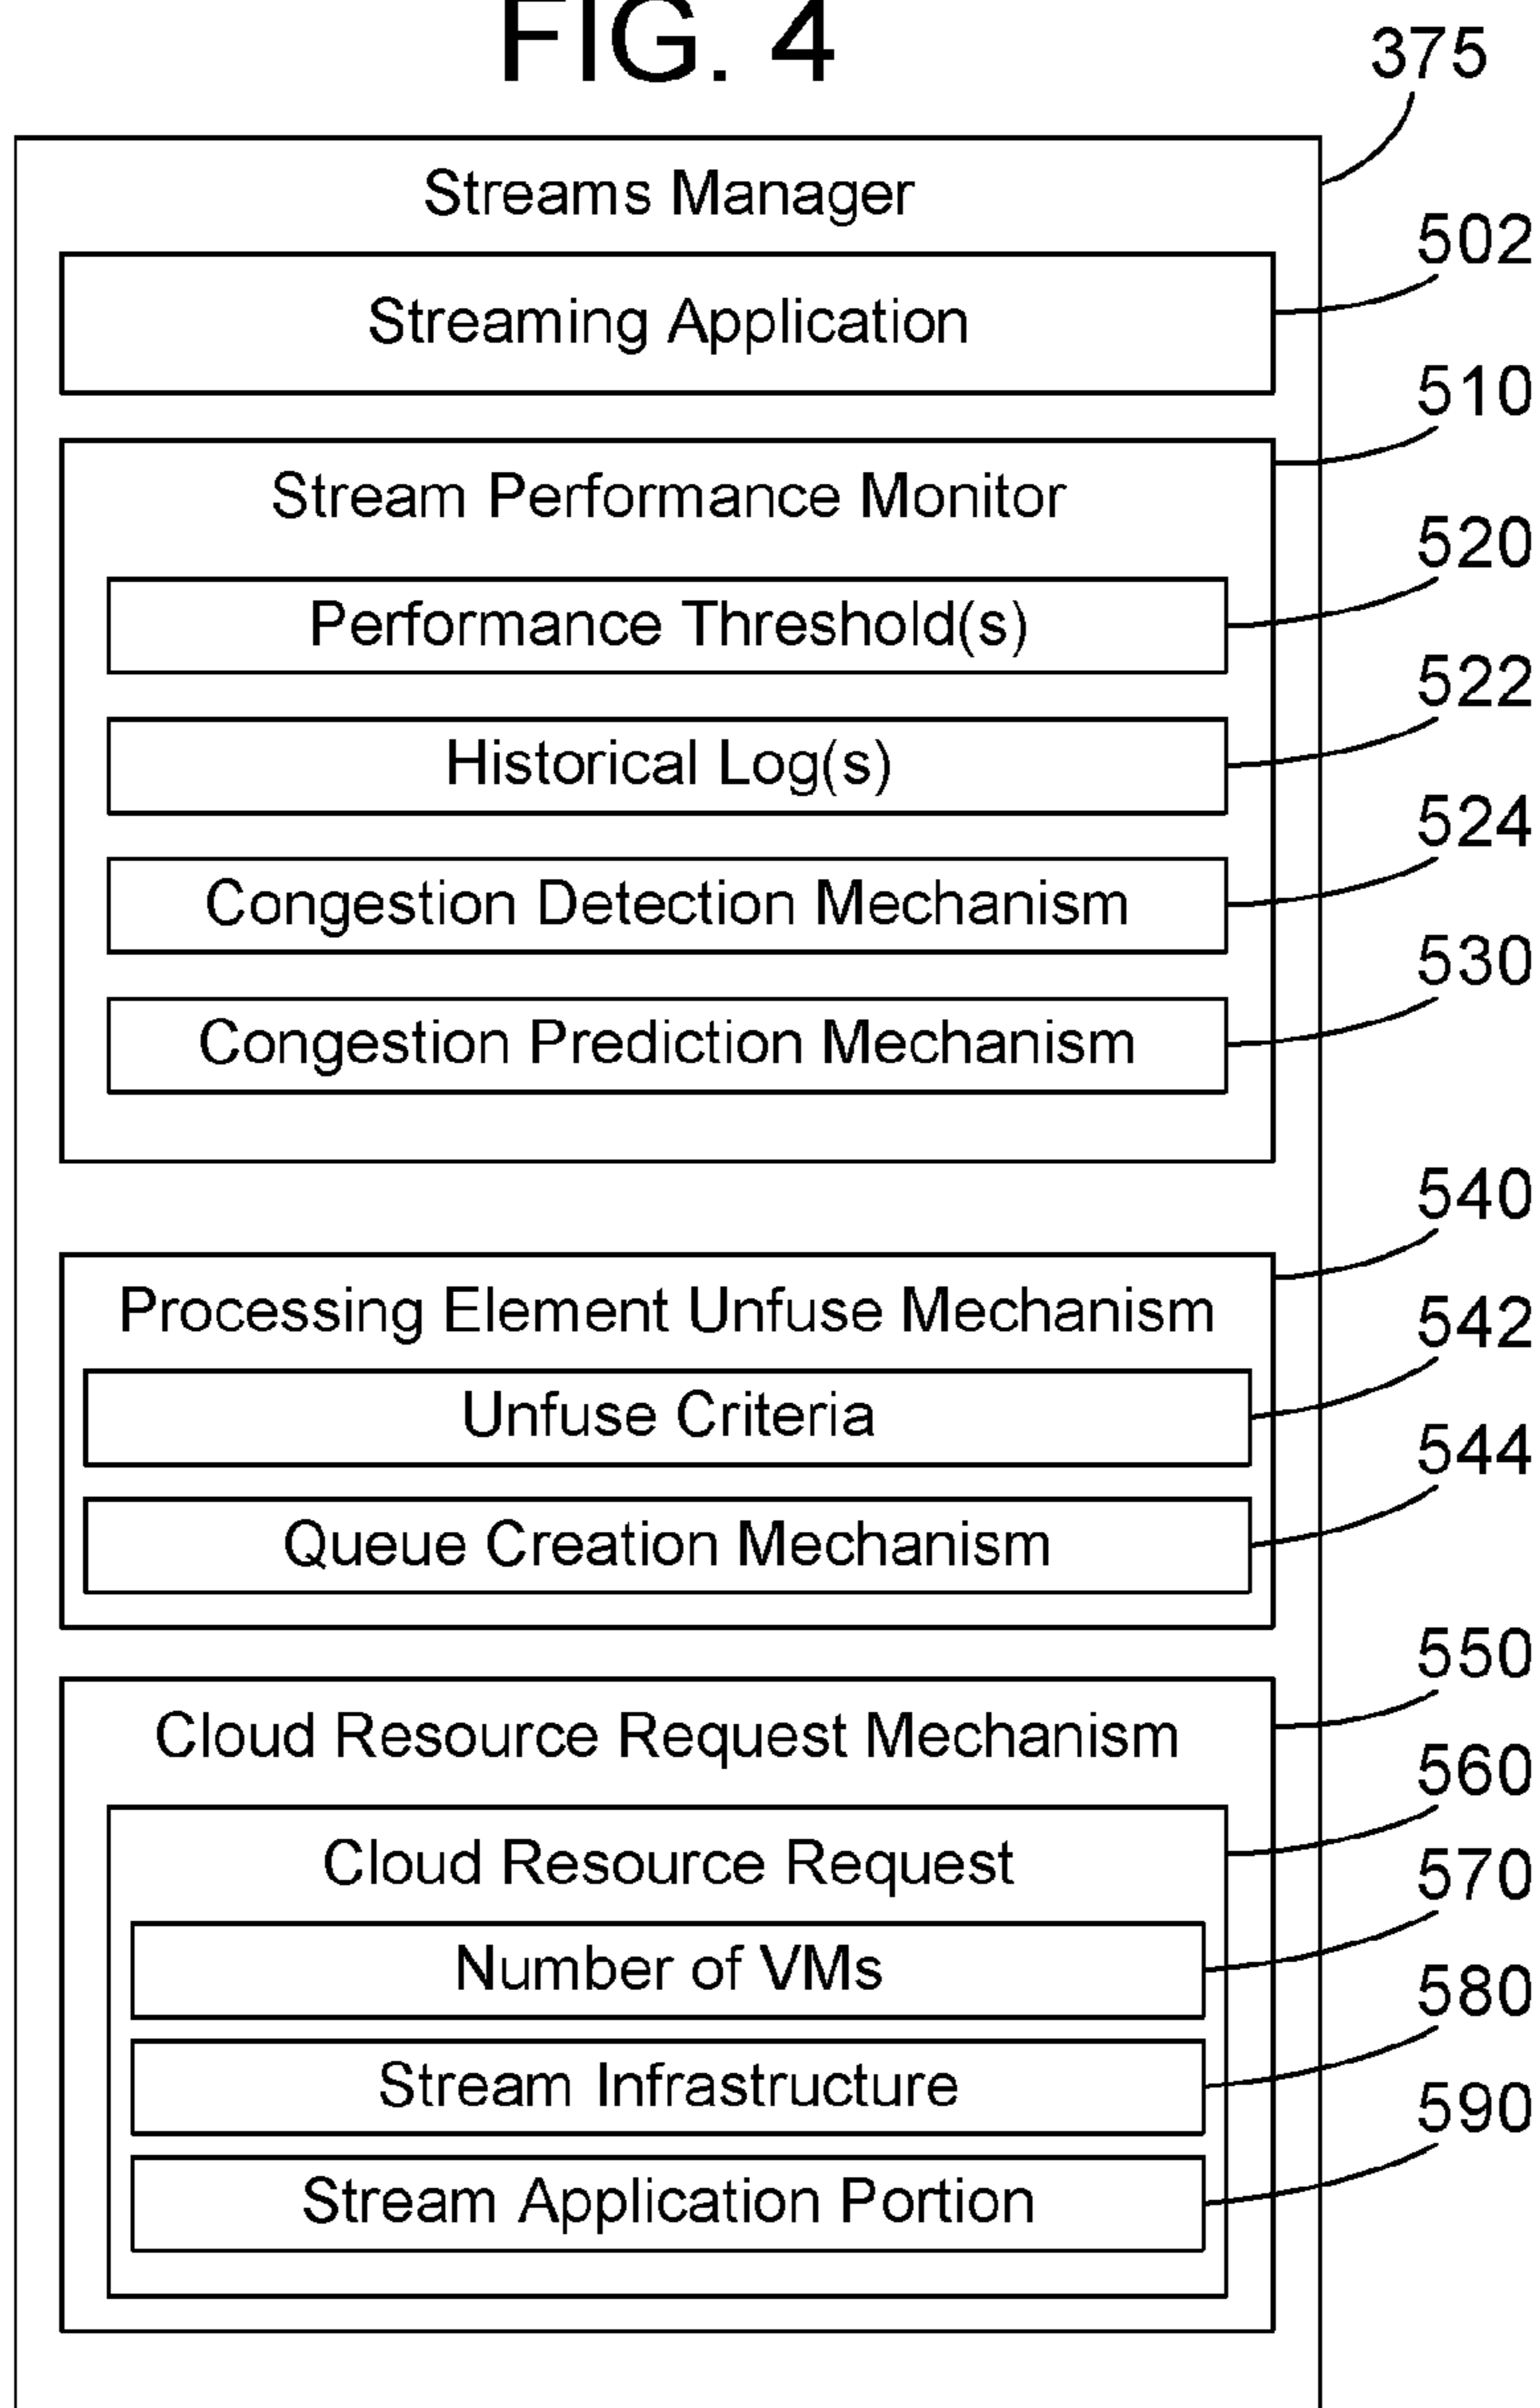 FIG. 4
375
Streams Manager
502
Streaming Application
510
Stream Performance Monitor
520
Performance Threshold(s)
522
Historical Log(s)
524
Congestion Detection Mechanism
530
Congestion Prediction Mechanism
540
Processing Element Unfuse Mechanism
542
Unfuse Criteria
544
Queue Creation Mechanism
550
Cloud Resource Request Mechanism
560
Cloud Resource Request
570
Number of VMs
580
Stream Infrastructure
590
Stream Application Portion